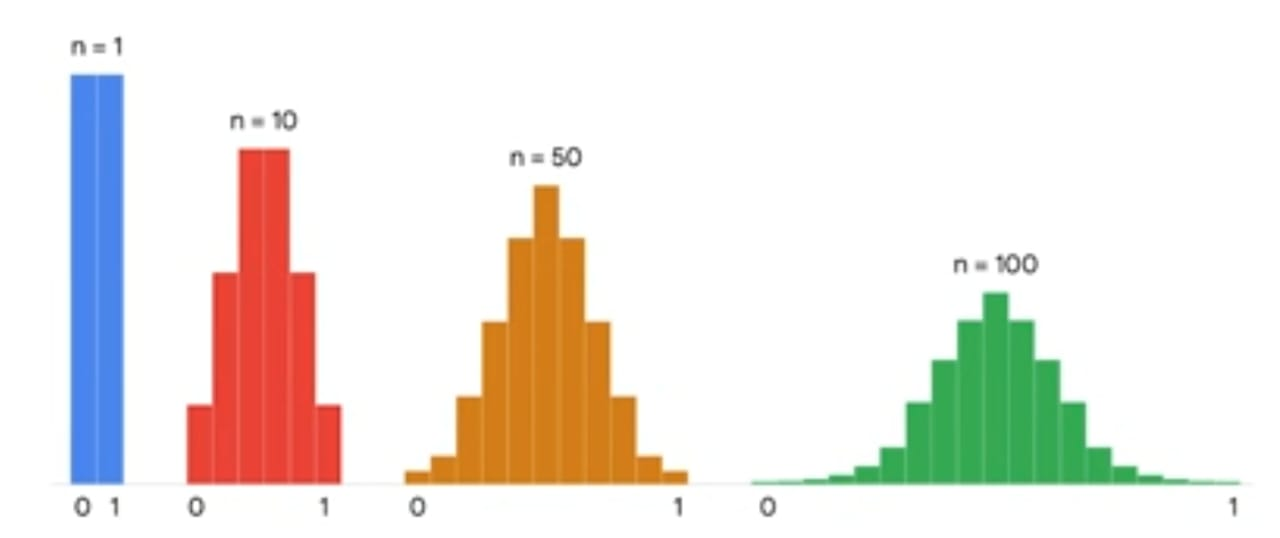 n = 1
n = 10
n = 50
n = 100
0 1
0 1
0 1
0 1